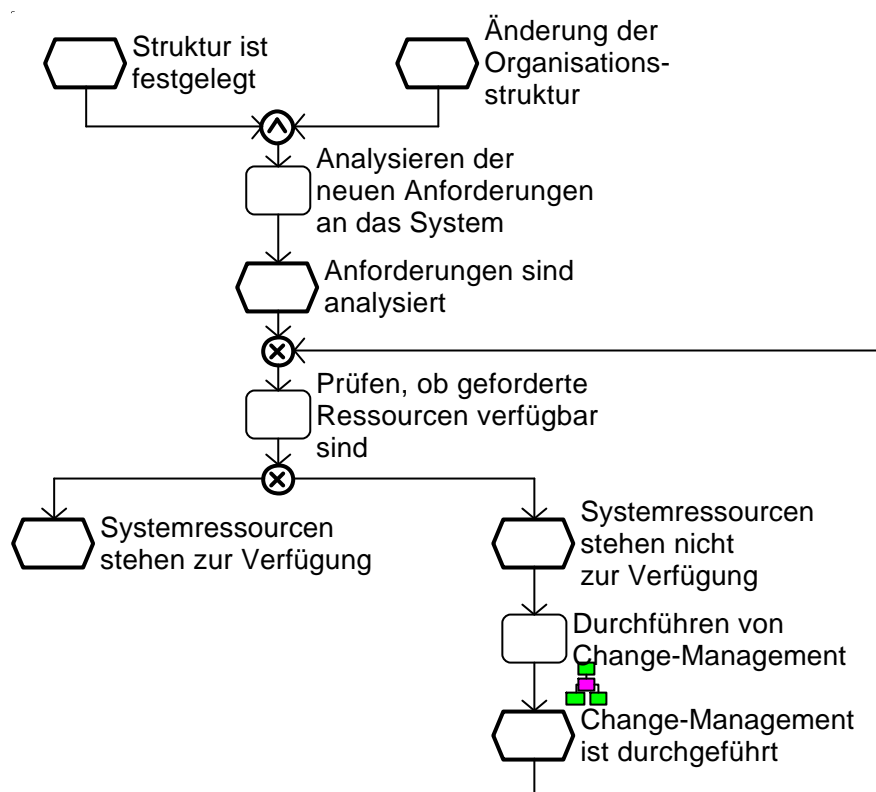 Struktur ist
festgelegt
Änderung der
Organisations-
struktur
Analysieren der
neuen Anforderungen
an das System
Anforderungen sind
analysiert
Prüfen, ob geforderte
Ressourcen verfügbar
sind
Systemressourcen
stehen zur Verfügung
Systemressourcen
stehen nicht
zur Verfügung
Durchführen von
Change-Management
Change-Management
ist durchgeführt